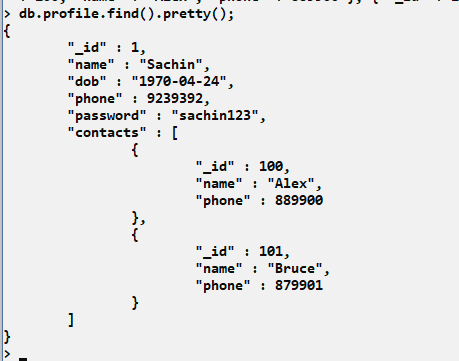 > db.profile.find().pretty();
{
        "_id" : 1,
        "name" : "Sachin",
        "dob" : "1970-04-24",
        "phone" : 9239392,
        "password" : "sachin123",
        "contacts" : [
                {
                        "_id" : 100,
                        "name" : "Alex",
                        "phone" : 889900
                },
                {
                        "_id" : 101,
                        "name" : "Bruce",
                        "phone" : 879901
                }
        ]
}
> _